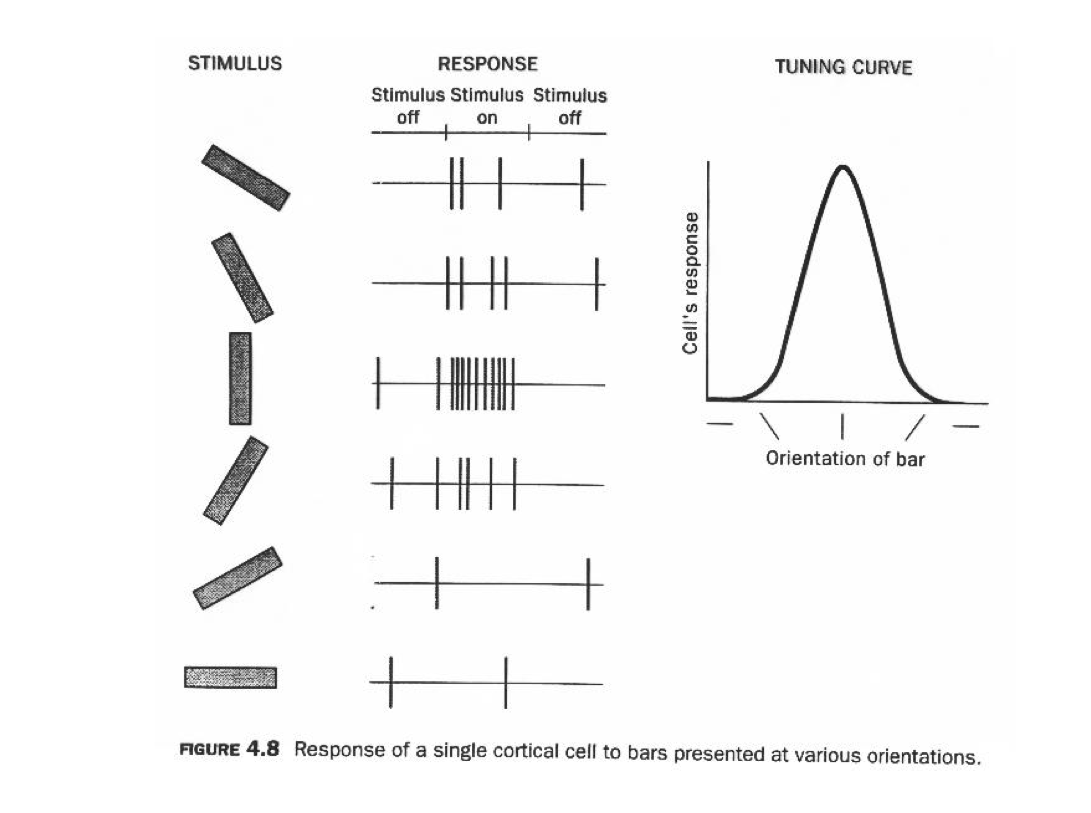 STIMULUS
RESPONSE
TUNING CURVE
Stimulus Stimulus Stimulus
off on off
Cell's response
Orientation of bar
FIGURE 4.8 Response of a single cortical cell to bars presented at various orientations.